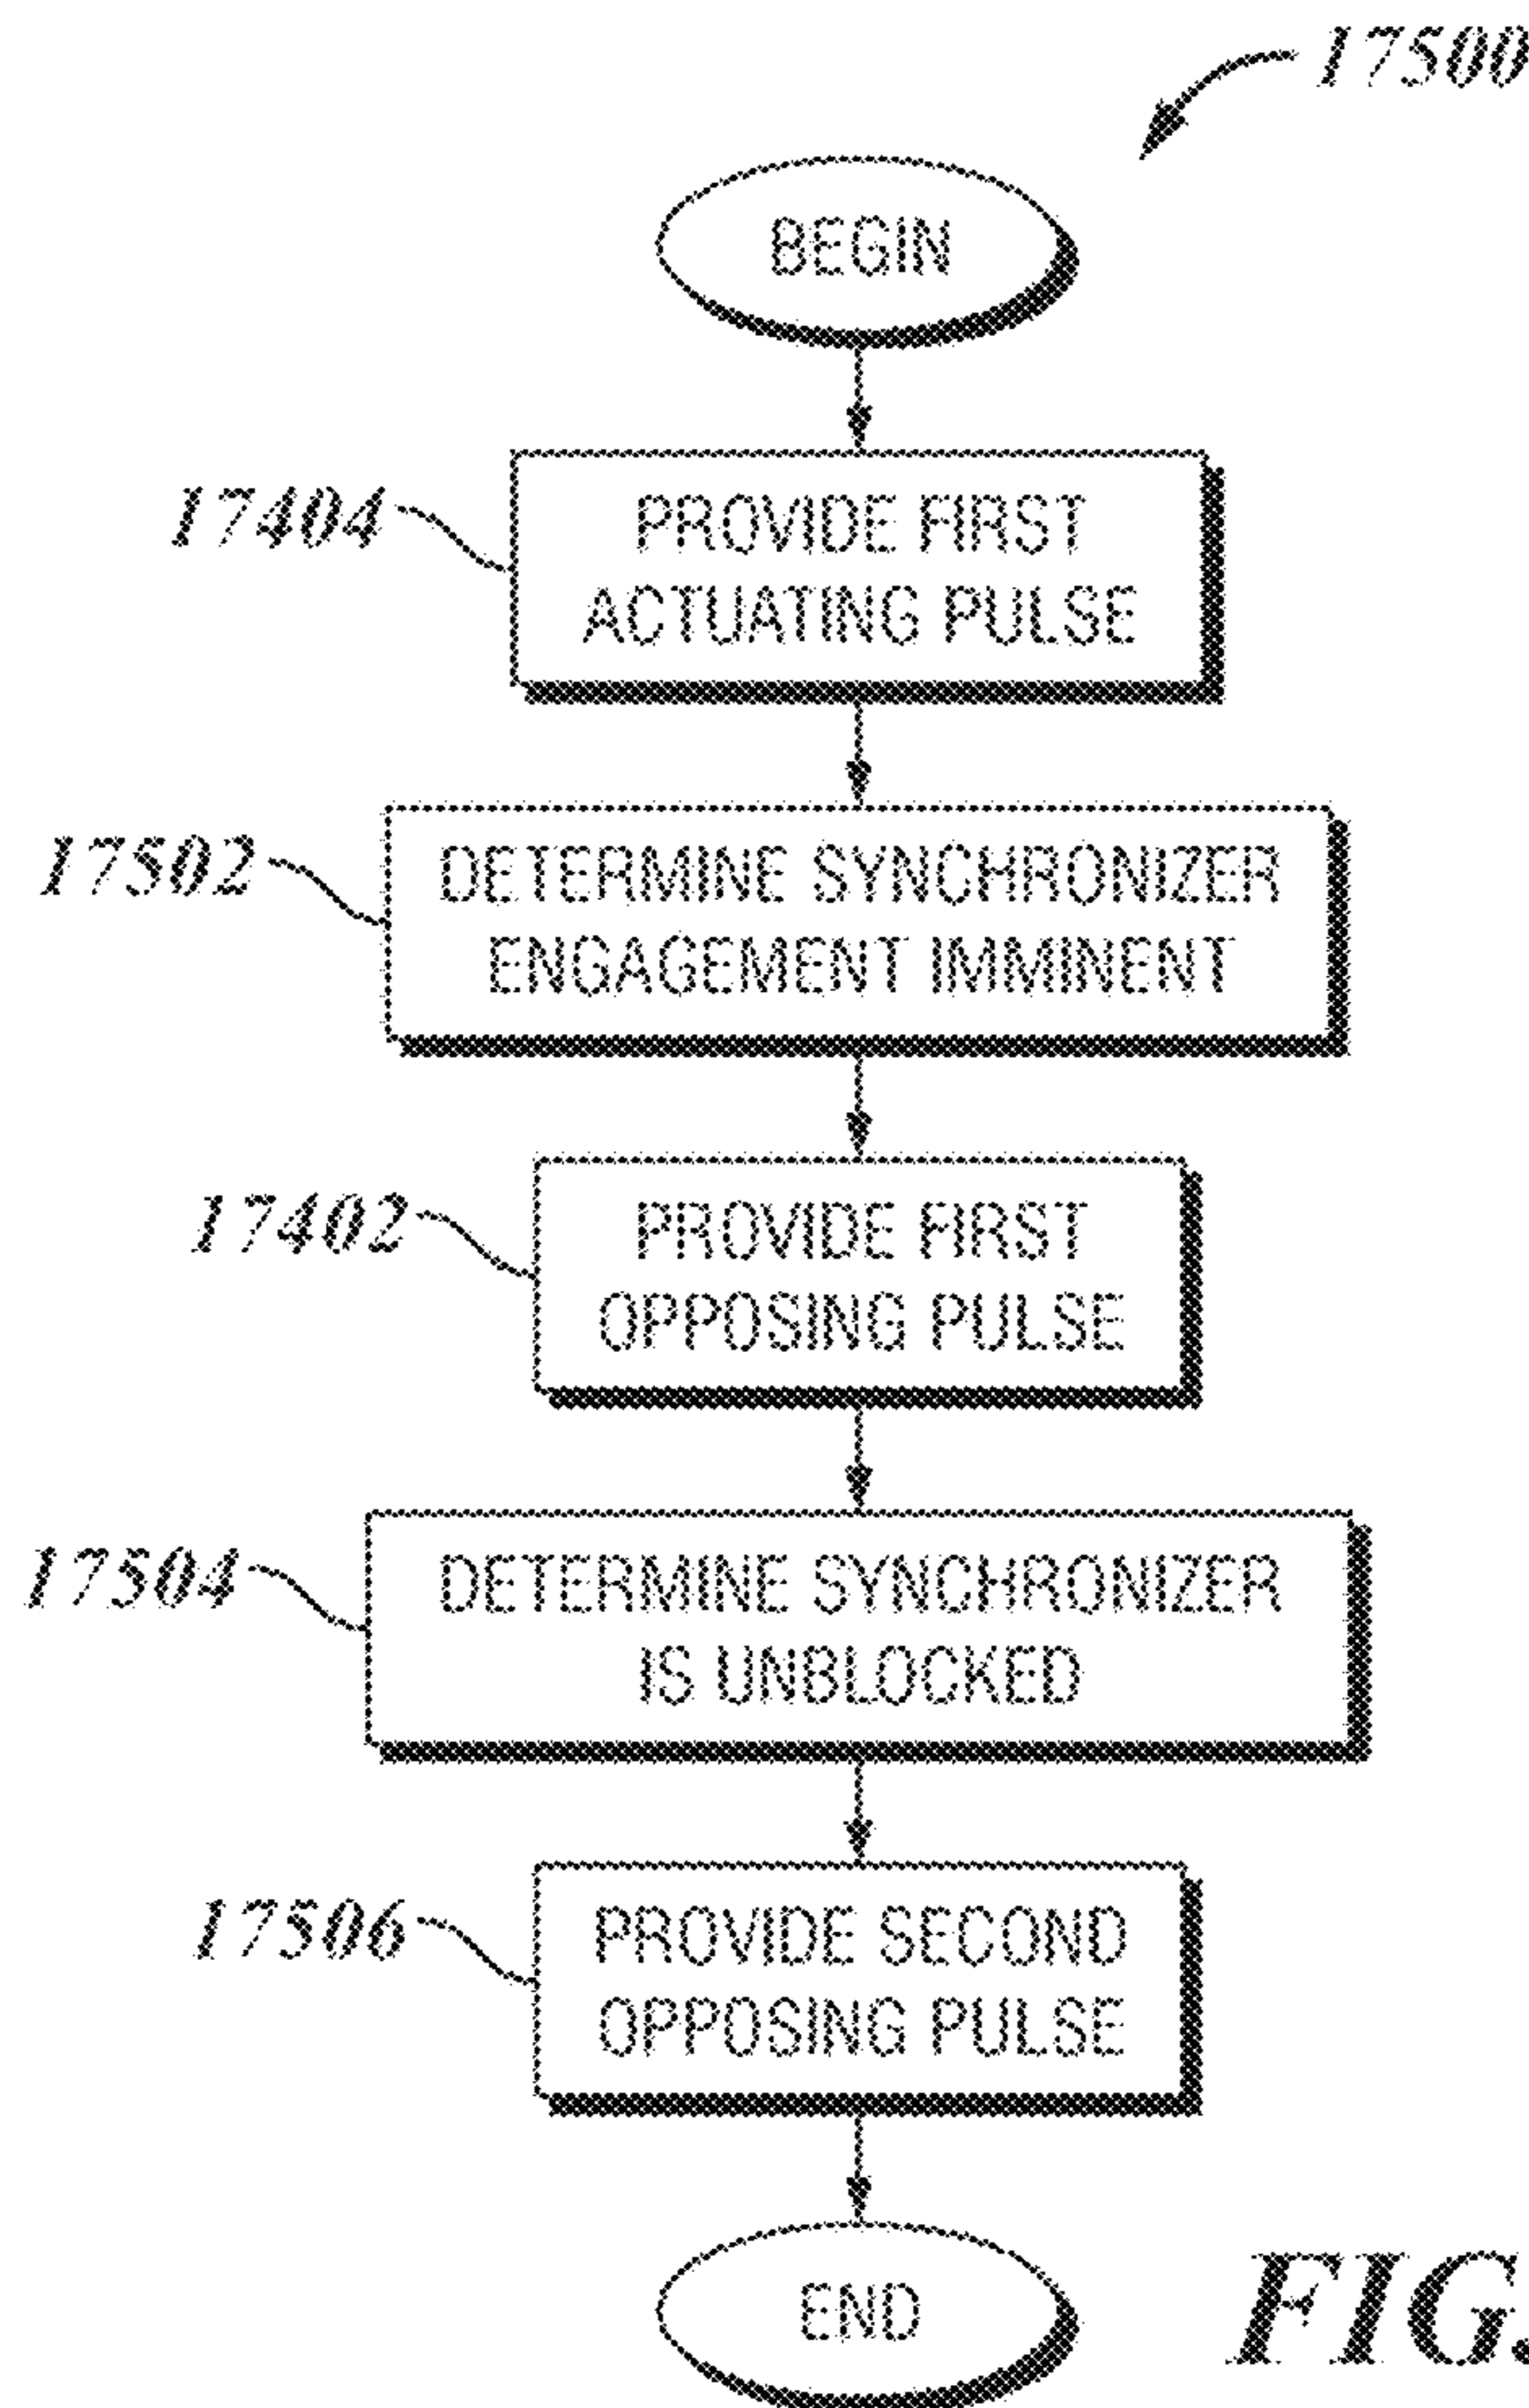 17500
BEGIN
17404
PROVIDE FIRST
ACTUATING PULSE
17502
DETERMINE SYNCHRONIZER
ENGAGEMENT IMMINENT
17402
PROVIDE FIRST
OPPOSING PULSE
17504
DETERMINE SYNCHRONIZER
IS UNBLOCKED
17506
PROVIDE SECOND
OPPOSING PULSE
END
FIG.